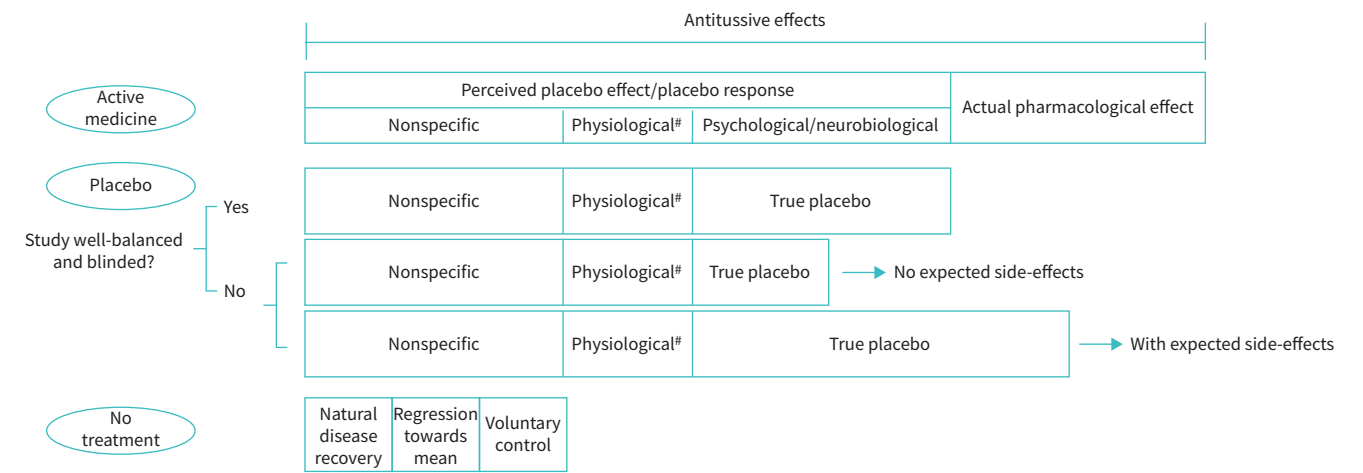 Antitussive effects
Active
medicine
Perceived placebo effect/placebo response
Nonspecific
Physiological#
Psychological/neurobiological
Actual pharmacological effect
Placebo
Study well-balanced
and blinded?
Yes
Nonspecific
Physiological#
True placebo
No
Nonspecific
Physiological#
True placebo
No expected side-effects
Nonspecific
Physiological#
True placebo
With expected side-effects
No
treatment
Natural
disease
recovery
Regression
towards
mean
Voluntary
control